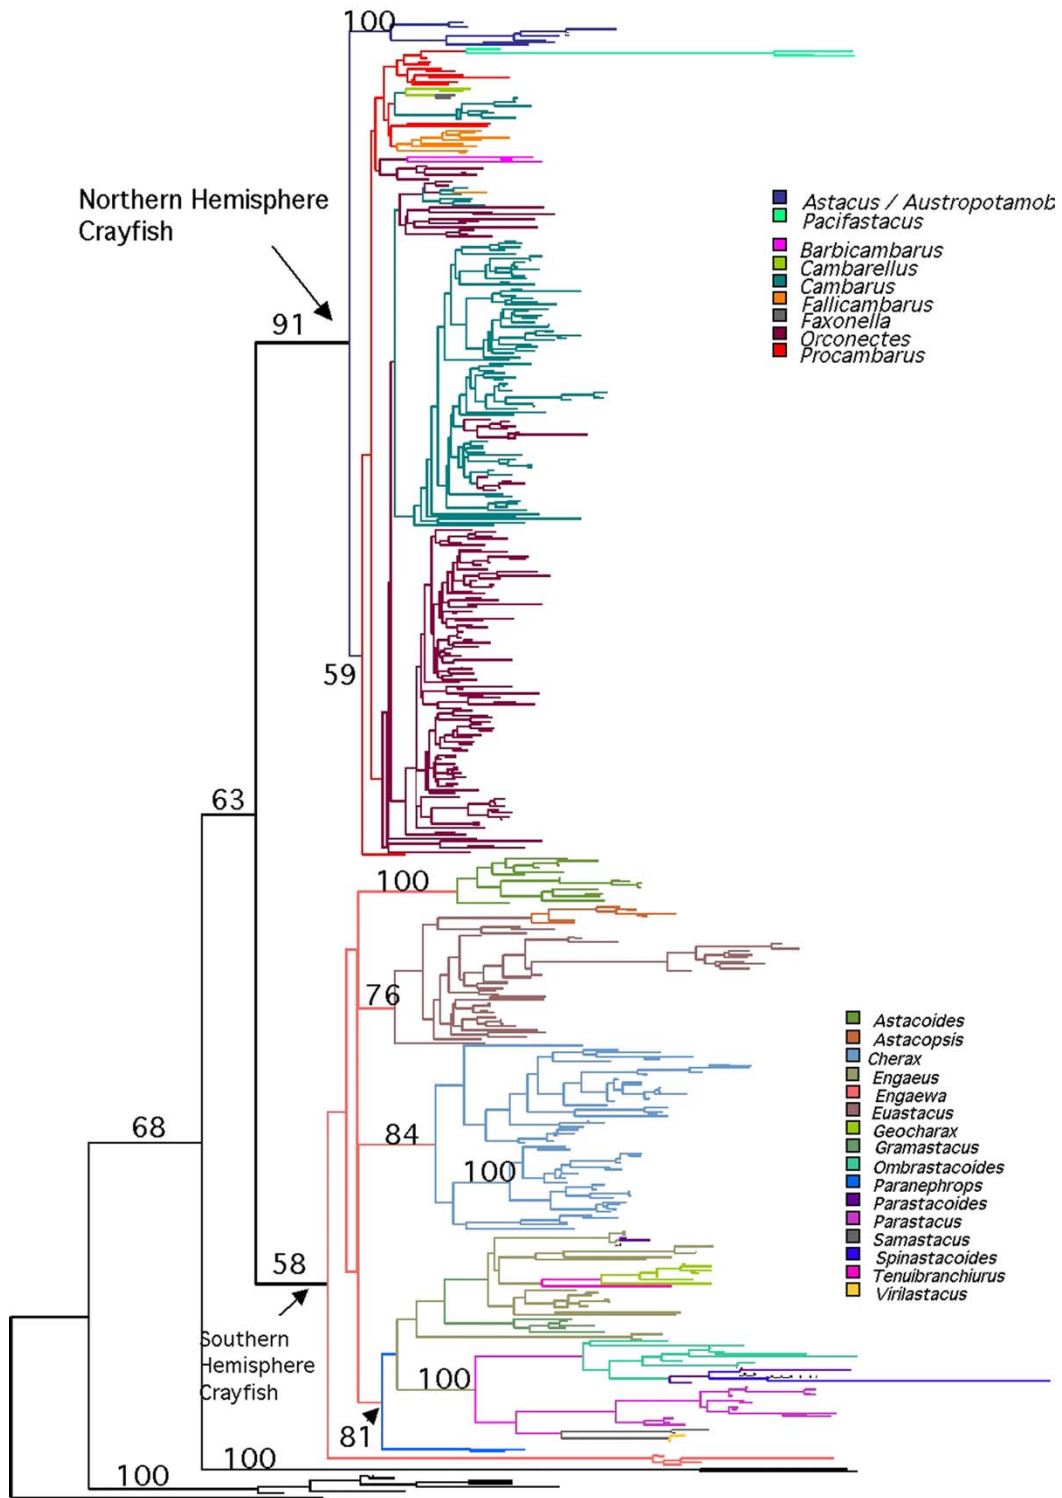 100
Northern Hemisphere
Crayfish
91
59
Astacus / Austropotamob
Pacifastacus
Barbicambarus
Cambarellus
Cambarus
Fallicambarus
Faxonella
Orconectes
Procambarus
63
100
76
84
100
68
58
Southern
Hemisphere
Crayfish
100
81
100
100
Astacoides
Astacopsis
Cherax
Engaeus
Engaewa
Euastacus
Geocharax
Gramastacus
Ombrastacoides
Paranephrops
Parastacoides
Parastacus
Samastacus
Spinastacoides
Tenuibranchiurus
Virilastacus